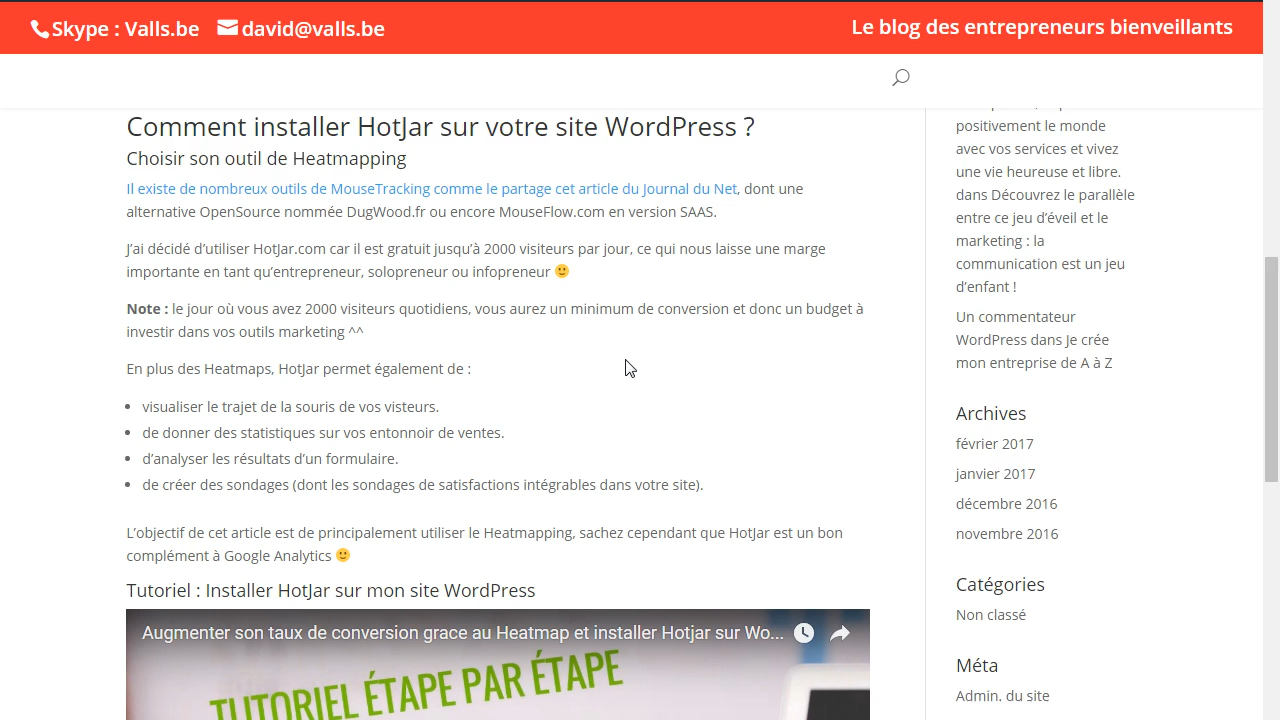 Skype : Valls.be david@valls.be
Le blog des entrepreneurs bienveillants
Comment installer HotJar sur votre site WordPress ?
Choisir son outil de Heatmapping
Il existe de nombreux outils de MouseTracking comme le partage cet article du Journal du Net, dont une
alternative OpenSource nommée DugWood.fr ou encore MouseFlow.com en version SAAS.
J’ai décidé d’utiliser HotJar.com car il est gratuit jusqu’à 2000 visiteurs par jour, ce qui nous laisse une marge
importante en tant qu’entrepreneur, solopreneur ou infopreneur 🙂
Note : le jour où vous avez 2000 visiteurs quotidiens, vous aurez un minimum de conversion et donc un budget à
investir dans vos outils marketing ^^
En plus des Heatmaps, HotJar permet également de :
• visualiser le trajet de la souris de vos visteurs.
• de donner des statistiques sur vos entonnoir de ventes.
• d’analyser les résultats d’un formulaire.
• de créer des sondages (dont les sondages de satisfactions intégrables dans votre site).
L’objectif de cet article est de principalement utiliser le Heatmapping, sachez cependant que HotJar est un bon
complément à Google Analytics 🙂
Tutoriel : Installer HotJar sur mon site WordPress
Augmenter son taux de conversion grace au Heatmap et installer Hotjar sur Wo...
TUTORIEL ÉTAPE PAR ÉTAPE
positivement le monde
avec vos services et vivez
une vie heureuse et libre.
dans Découvrez le parallèle
entre ce jeu d’éveil et le
marketing : la
communication est un jeu
d’enfant !
Un commentateur
WordPress dans Je crée
mon entreprise de A à Z
Archives
février 2017
janvier 2017
décembre 2016
novembre 2016
Catégories
Non classé
Méta
Admin. du site